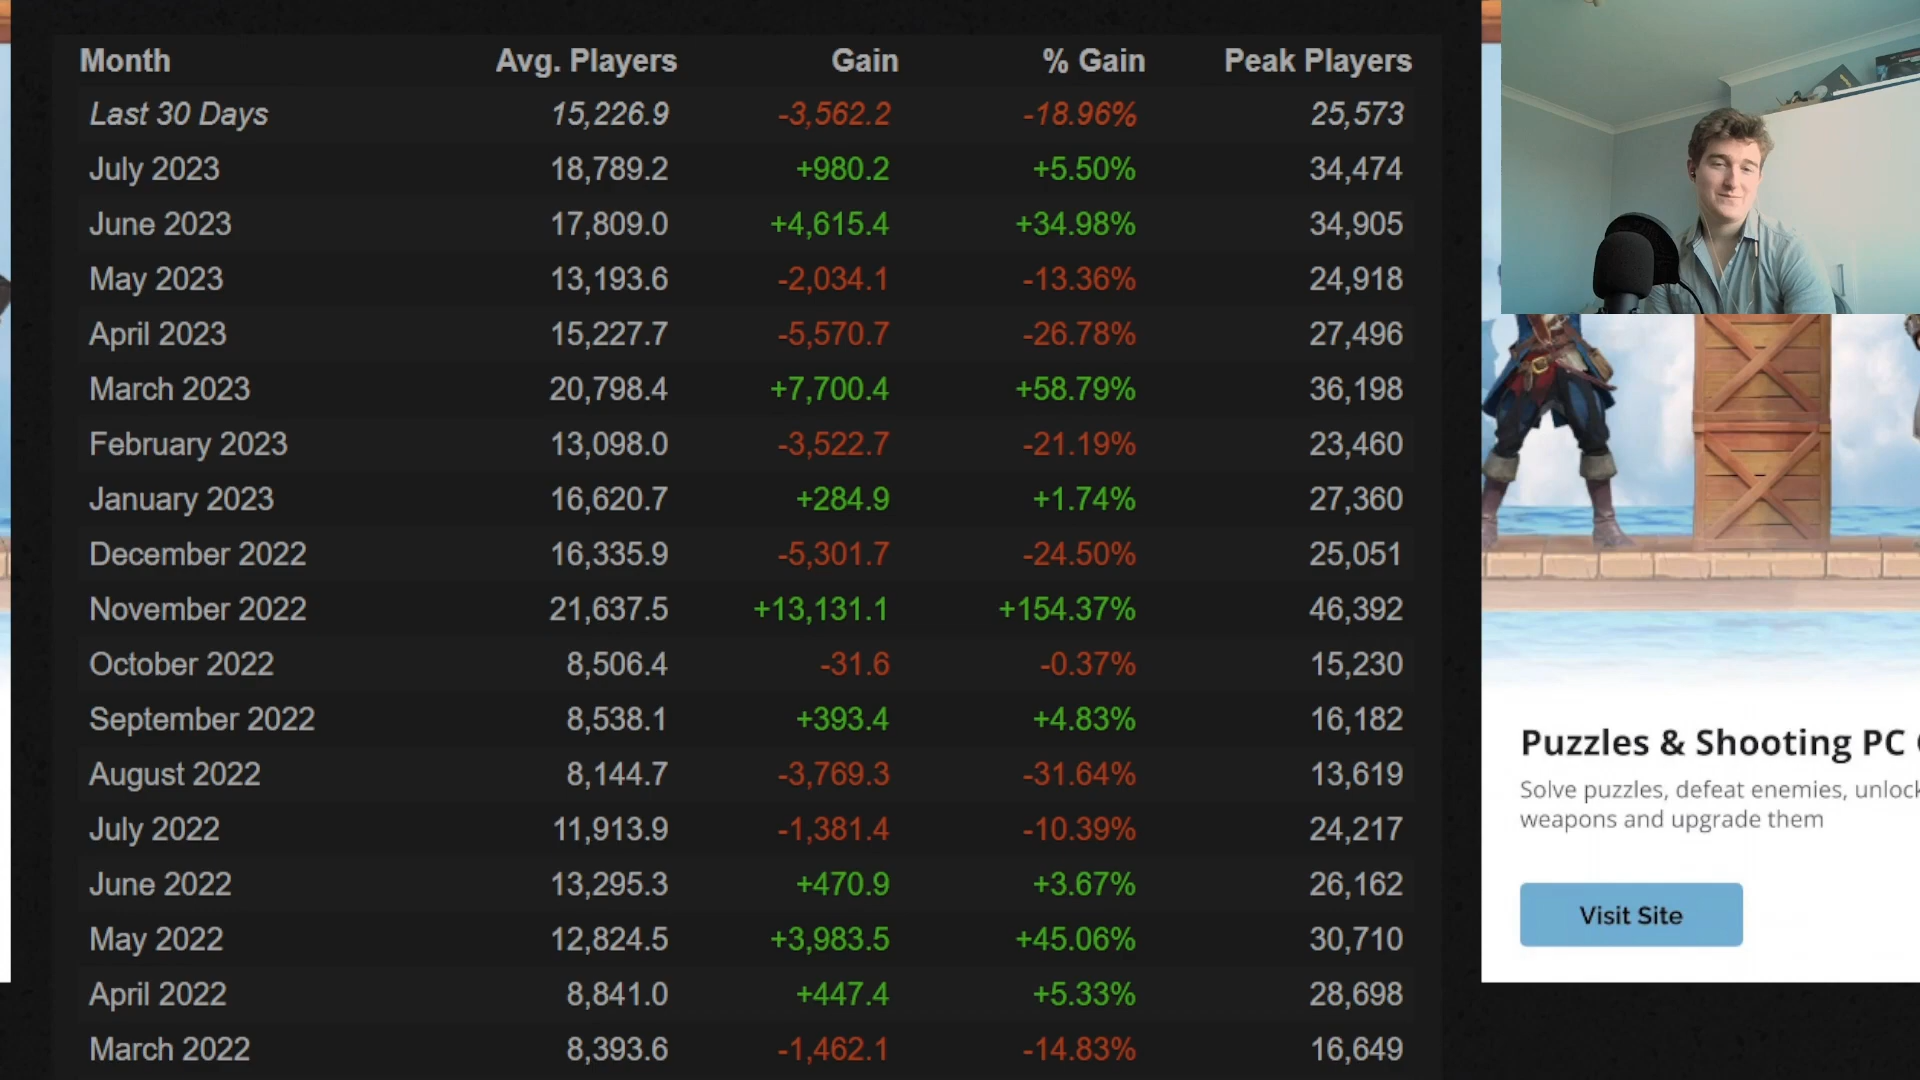 Month Avg. Players Gain % Gain Peak Players
Last 30 Days 15,226.9 -3,562.2 -18.96% 25,573
July 2023 18,789.2 +980.2 +5.50% 34,474
June 2023 17,809.0 +4,615.4 +34.98% 34,905
May 2023 13,193.6 -2,034.1 -13.36% 24,918
April 2023 15,227.7 -5,570.7 -26.78% 27,496
March 2023 20,798.4 +7,700.4 +58.79% 36,198
February 2023 13,098.0 -3,522.7 -21.19% 23,460
January 2023 16,620.7 +284.9 +1.74% 27,360
December 2022 16,335.9 -5,301.7 -24.50% 25,051
November 2022 21,637.5 +13,131.1 +154.37% 46,392
October 2022 8,506.4 -31.6 -0.37% 15,230
September 2022 8,538.1 +393.4 +4.83% 16,182
August 2022 8,144.7 -3,769.3 -31.64% 13,619
July 2022 11,913.9 -1,381.4 -10.39% 24,217
June 2022 13,295.3 +470.9 +3.67% 26,162
May 2022 12,824.5 +3,983.5 +45.06% 30,710
April 2022 8,841.0 +447.4 +5.33% 28,698
March 2022 8,393.6 -1,462.1 -14.83% 16,649
Puzzles & Shooting PC
Solve puzzles, defeat enemies, unlock
weapons and upgrade them
Visit Site